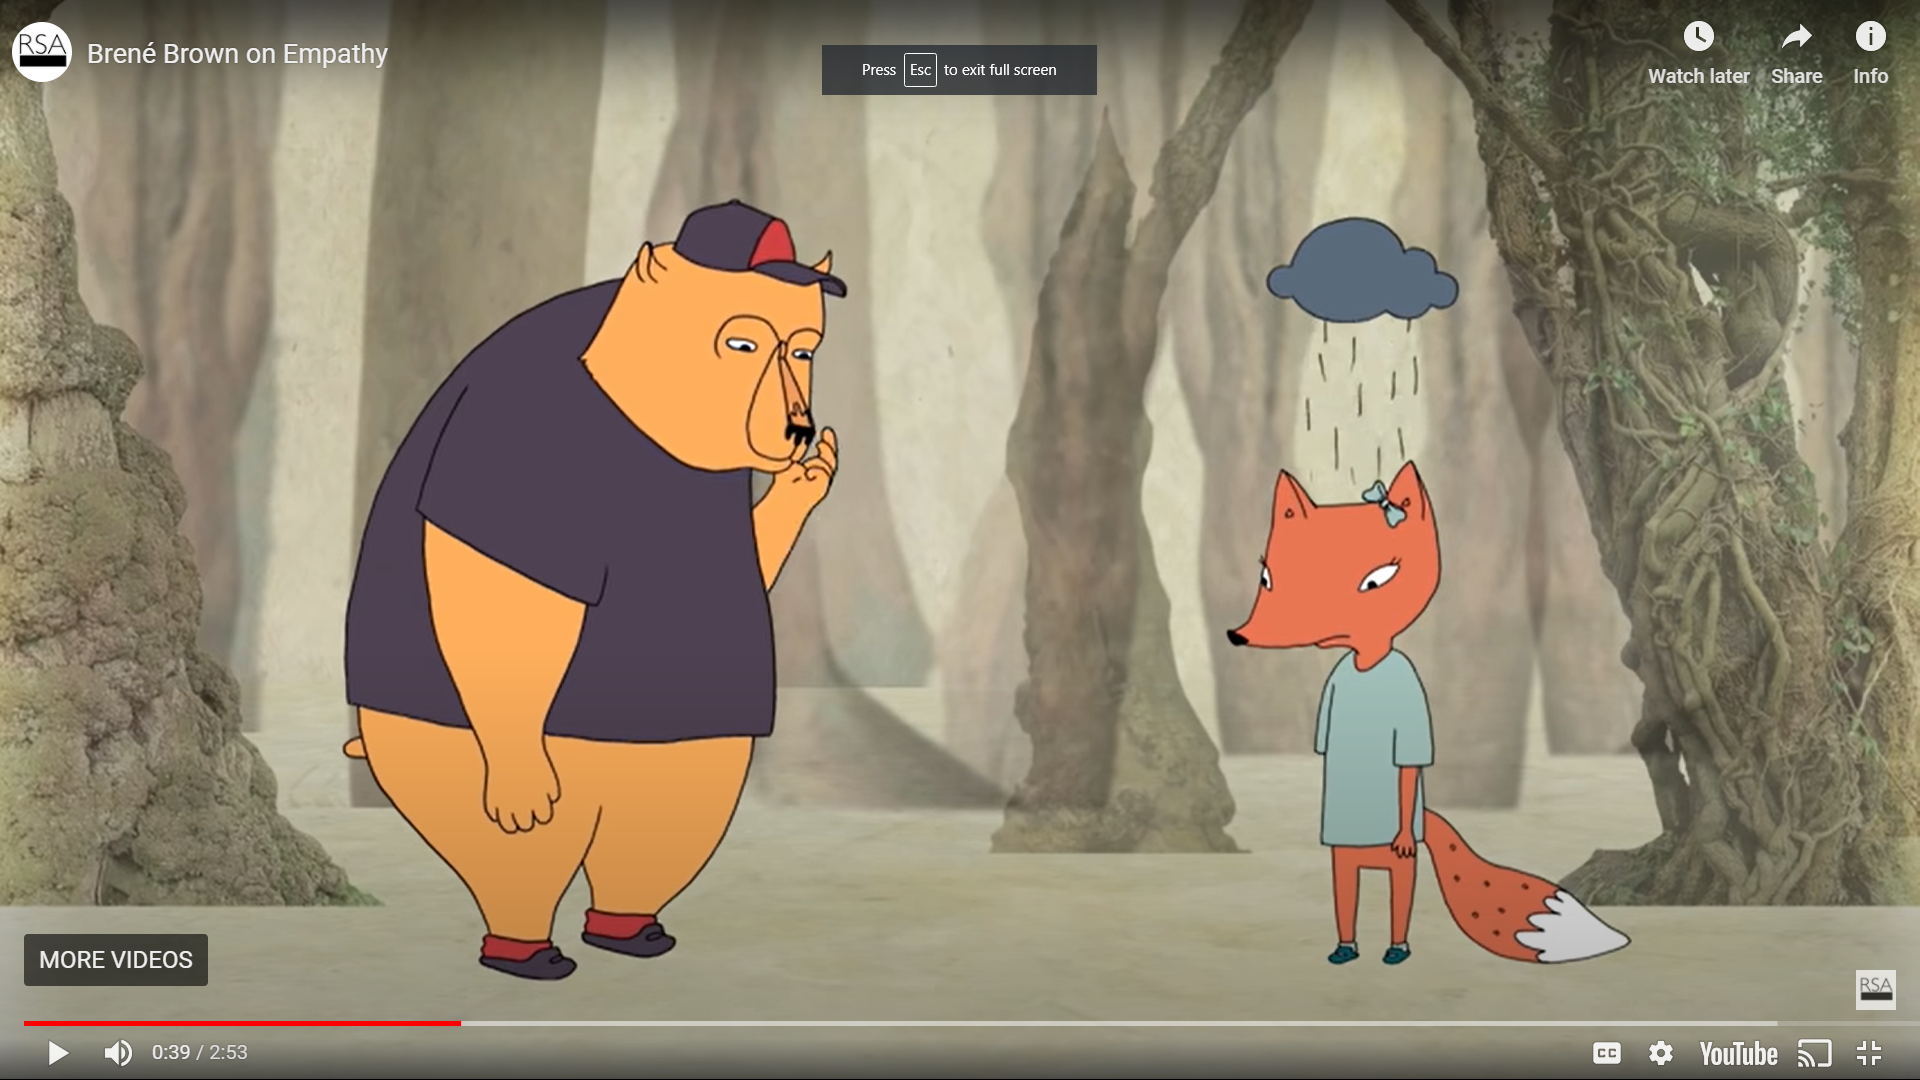 RSA
Brené Brown on Empathy
Press Esc to exit full screen
Watch later
Share
Info
MORE VIDEOS
RSA
0:39 / 2:53
CC
YouTube